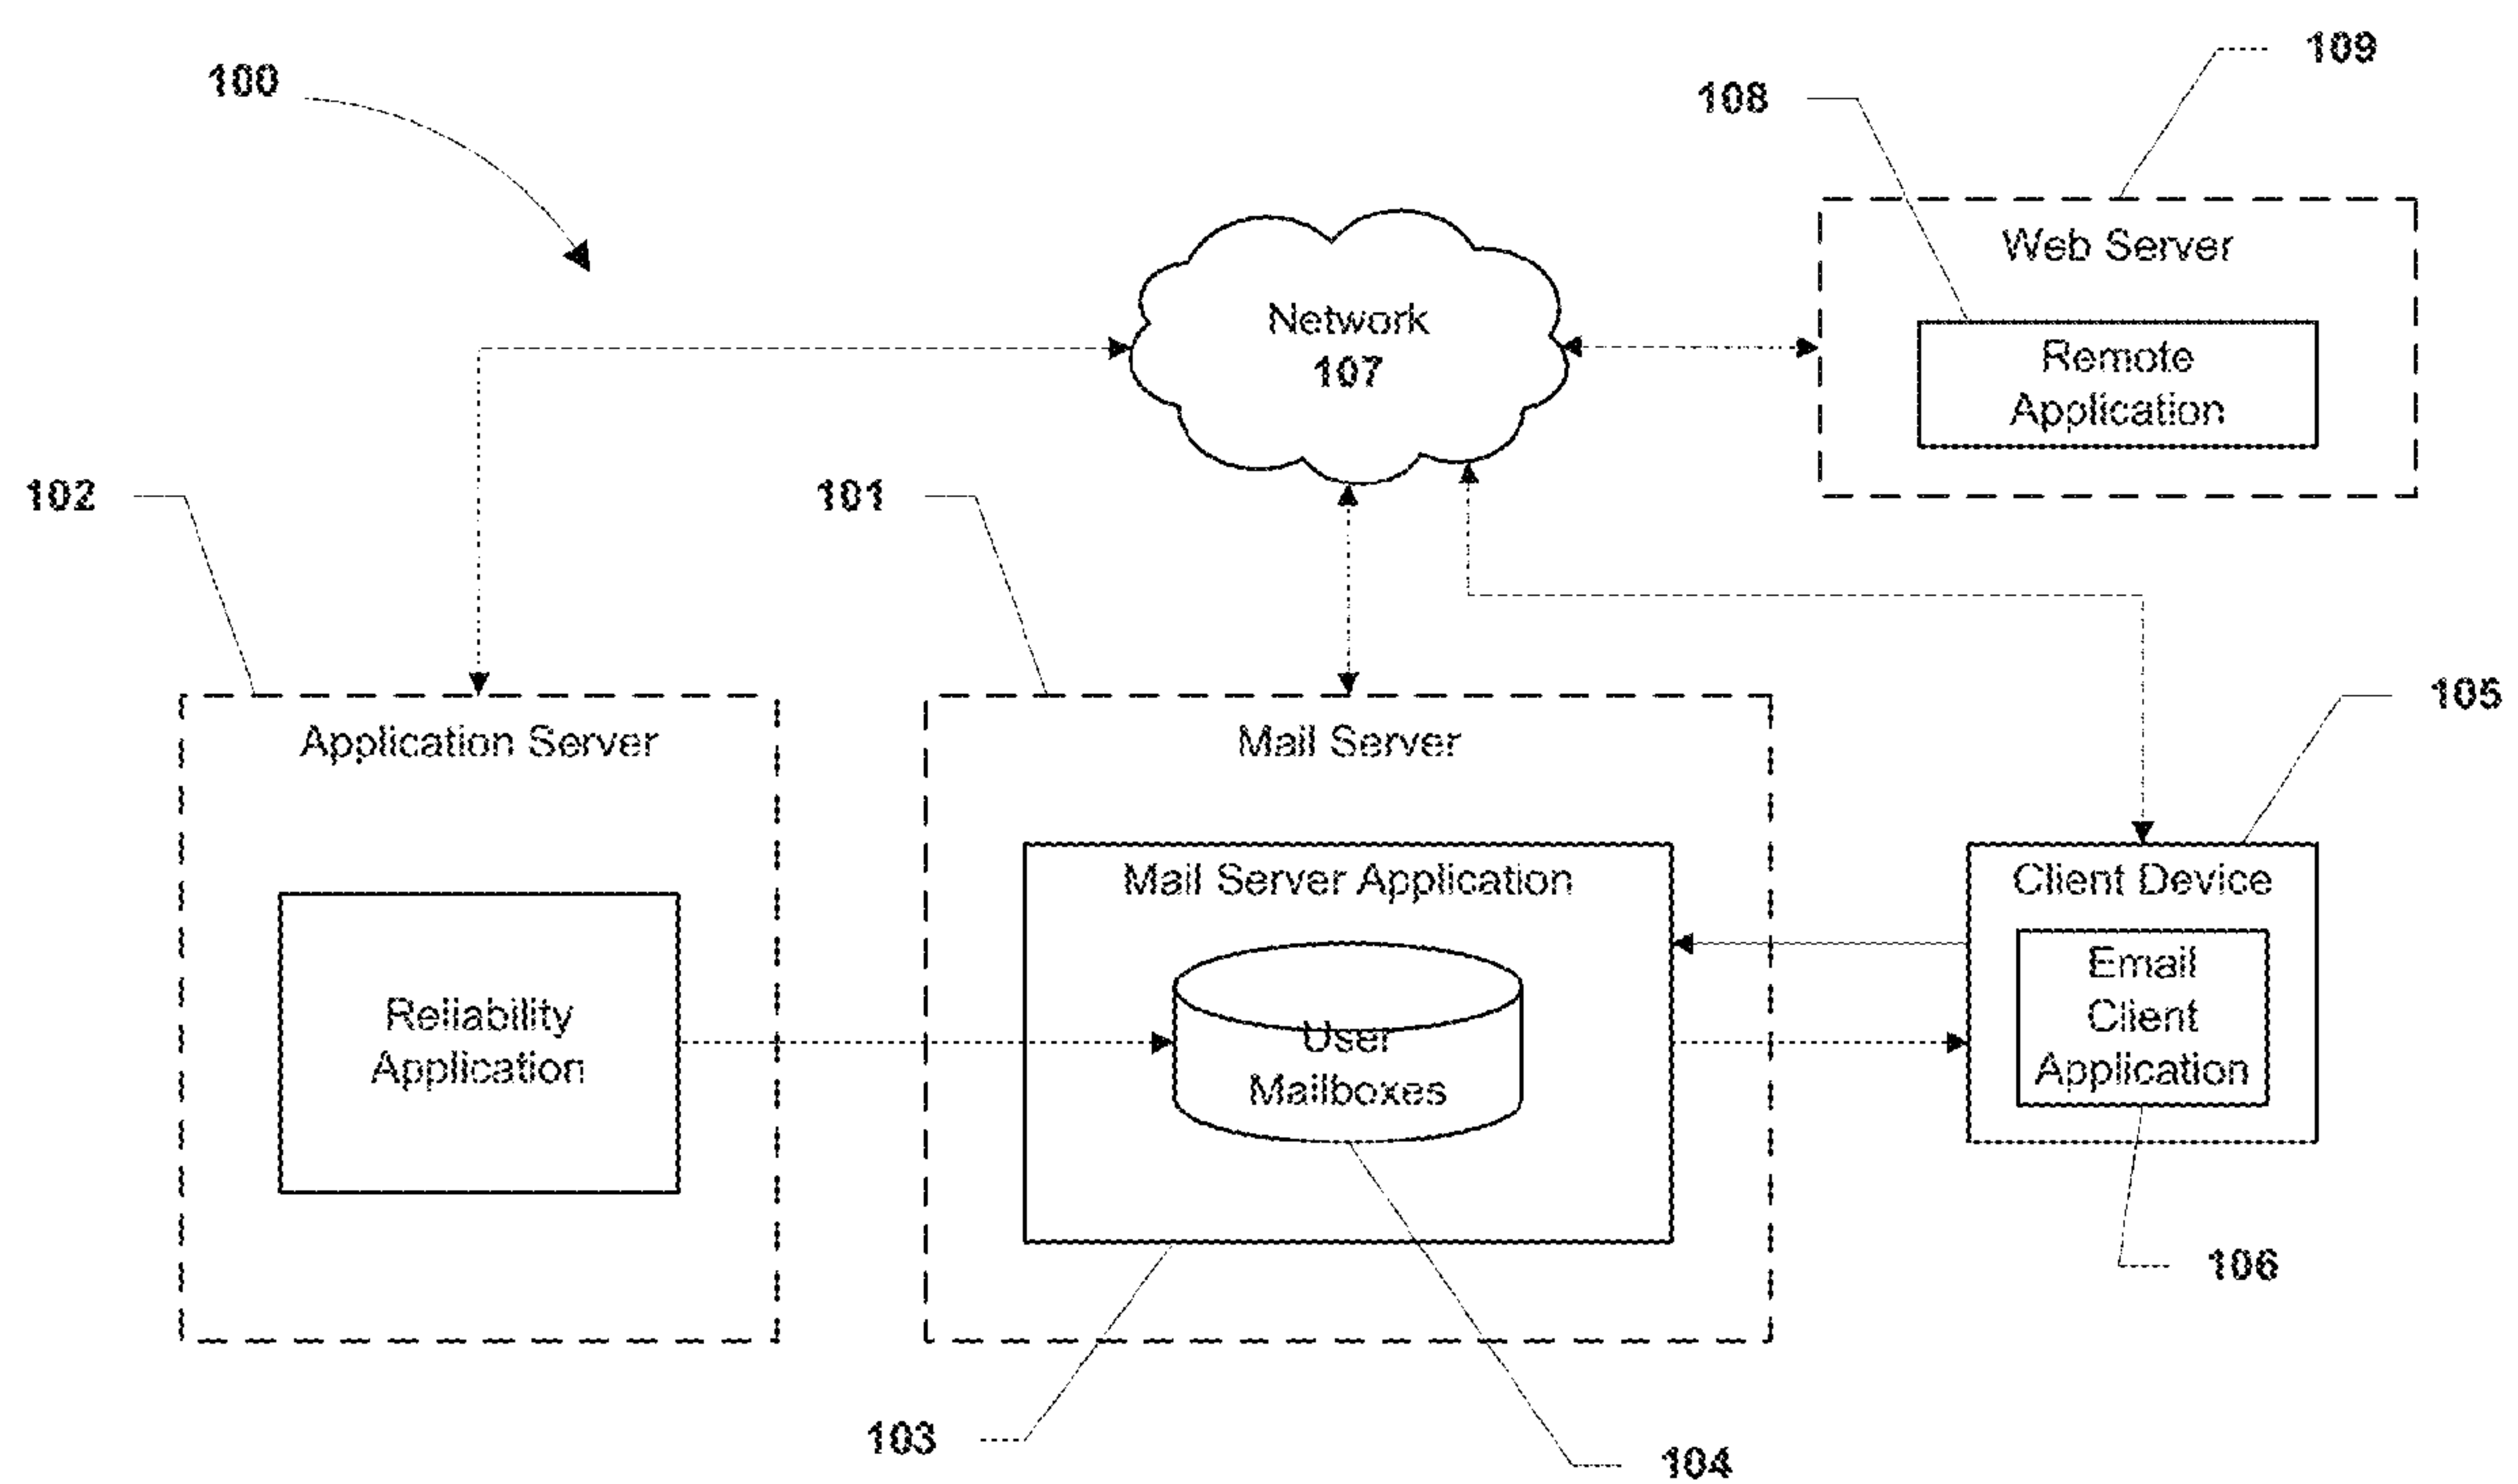 109
100
108
Web Server
Network
107
Remote
Application
102
101
105
Application Server
Mail Server
Mail Server Application
Client Device
Email
Client
Application
Reliability
Application
User
Mailboxes
106
103
104